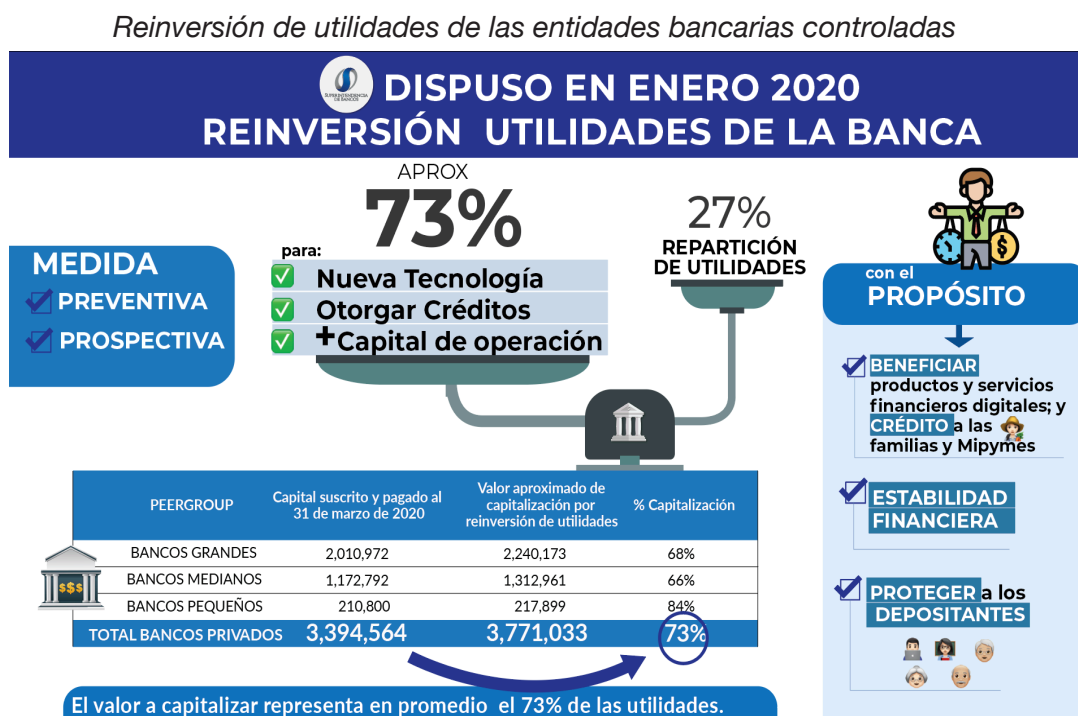 Reinversión de utilidades de las entidades bancarias controladas
SUPERINTENDENCIA
DE BANCOS
DISPUSO EN ENERO 2020
REINVERSIÓN UTILIDADES DE LA BANCA
MEDIDA
PREVENTIVA
PROSPECTIVA
APROX
73%
para:
Nueva Tecnología
Otorgar Créditos
+Capital de operación
27%
REPARTICIÓN
DE UTILIDADES
con el
PROPÓSITO
BENEFICIAR
productos y servicios
financieros digitales; y
CRÉDITO a las
familias y Mipymes
ESTABILIDAD
FINANCIERA
PROTEGER a los
DEPOSITANTES
PEERGROUP
Capital suscrito y pagado al
31 de marzo de 2020
Valor aproximado de
capitalización por
reinversión de utilidades
% Capitalización
BANCOS GRANDES 2,010,972 2,240,173 68%
$$$
BANCOS MEDIANOS 1,172,792 1,312,961 66%
BANCOS PEQUEÑOS 210,800 217,899 84%
TOTAL BANCOS PRIVADOS 3,394,564 3,771,033 73%
El valor a capitalizar representa en promedio el 73% de las utilidades.